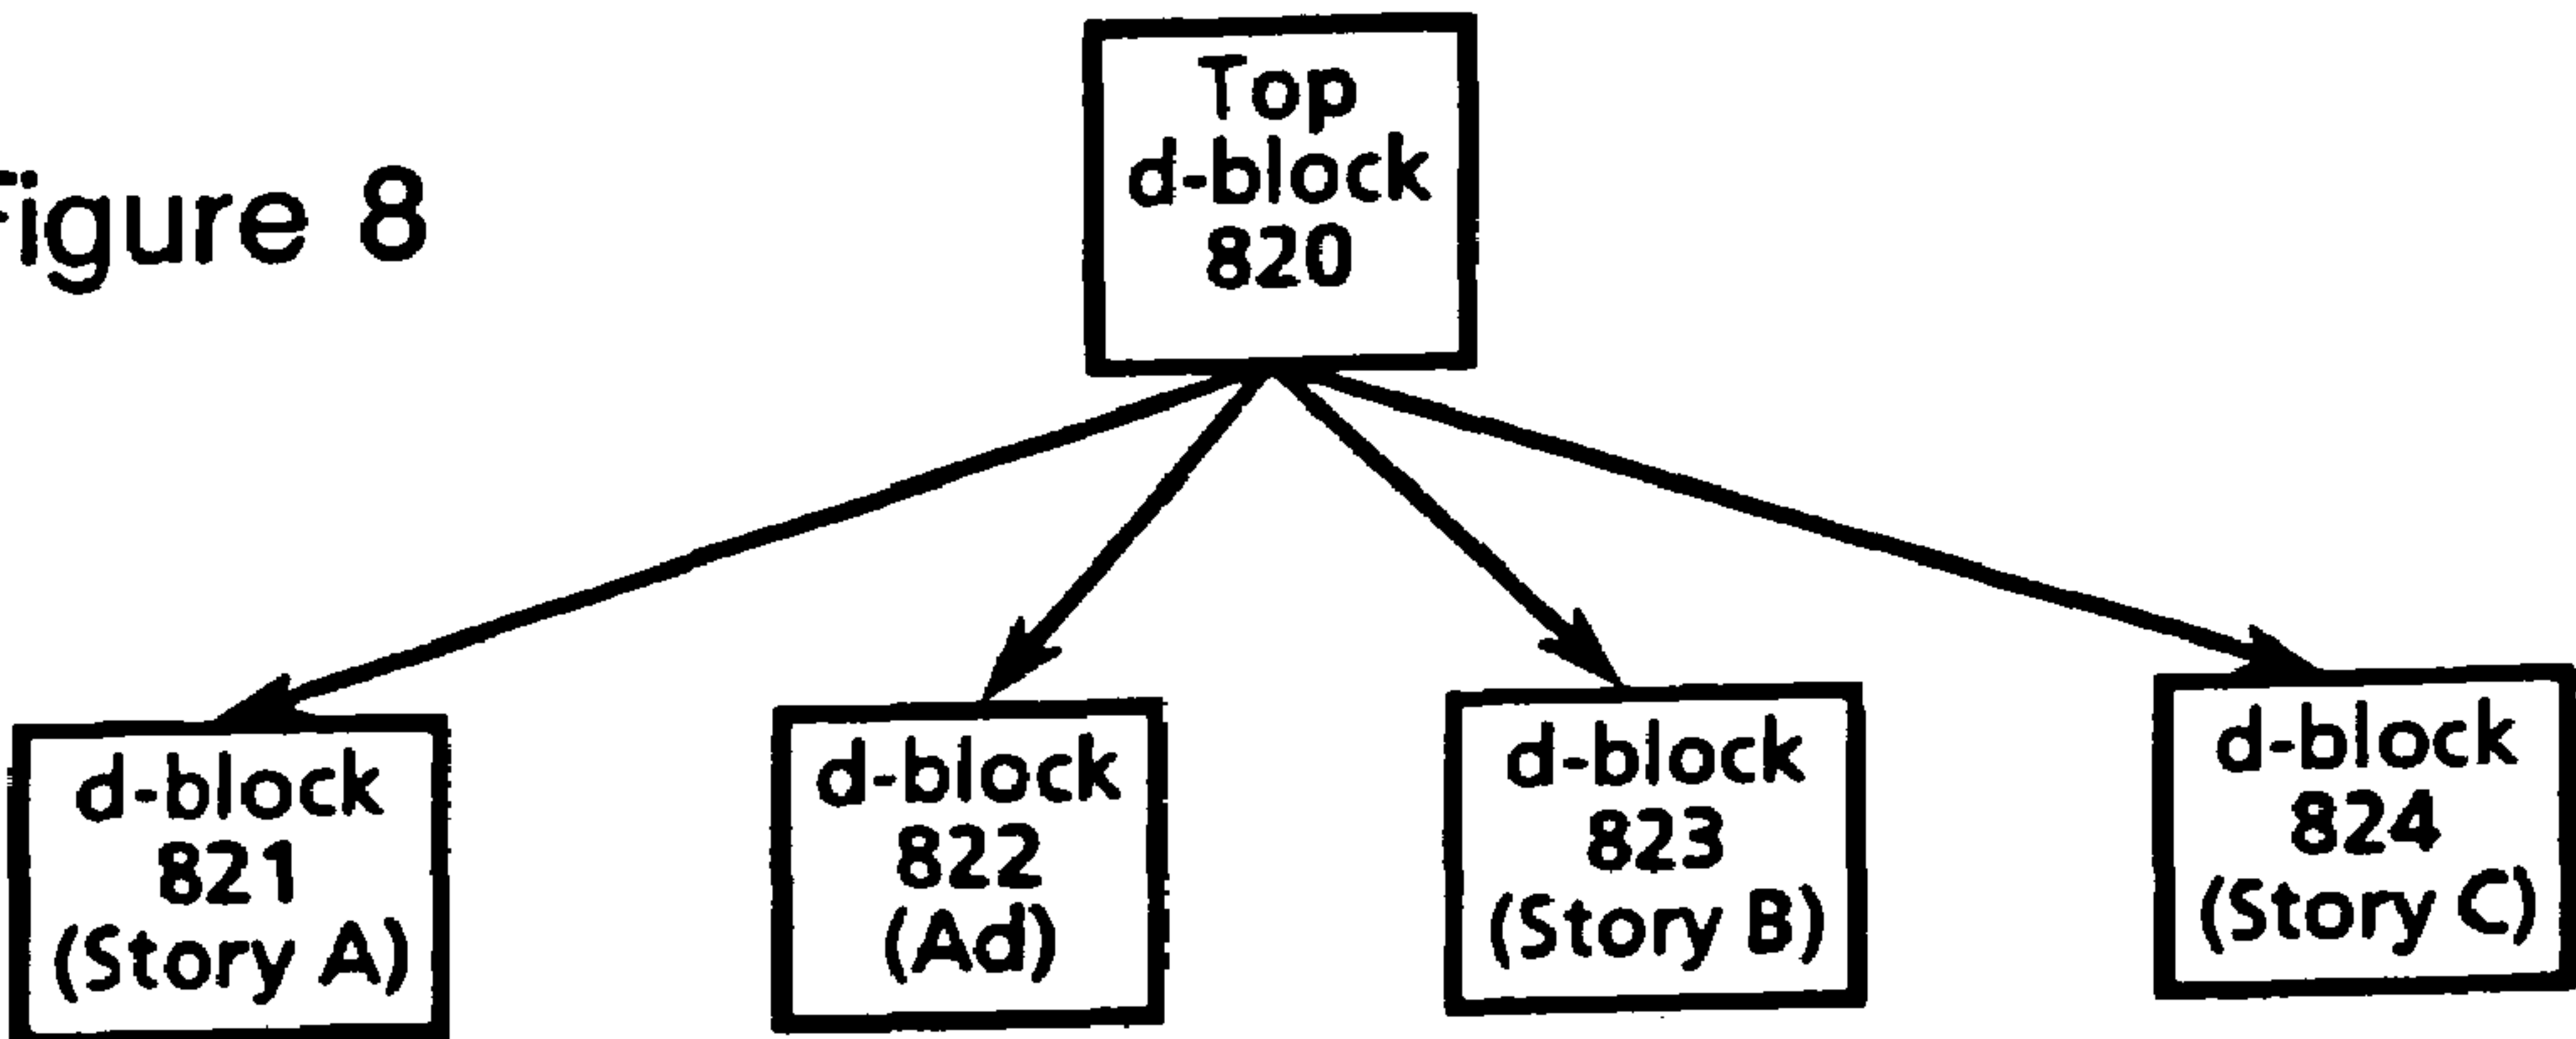 Top
d-block
820
Figure 8
d-block
821
(Story A)
d-block
822
(Ad)
d-block
823
(Story B)
d-block
824
(Story C)